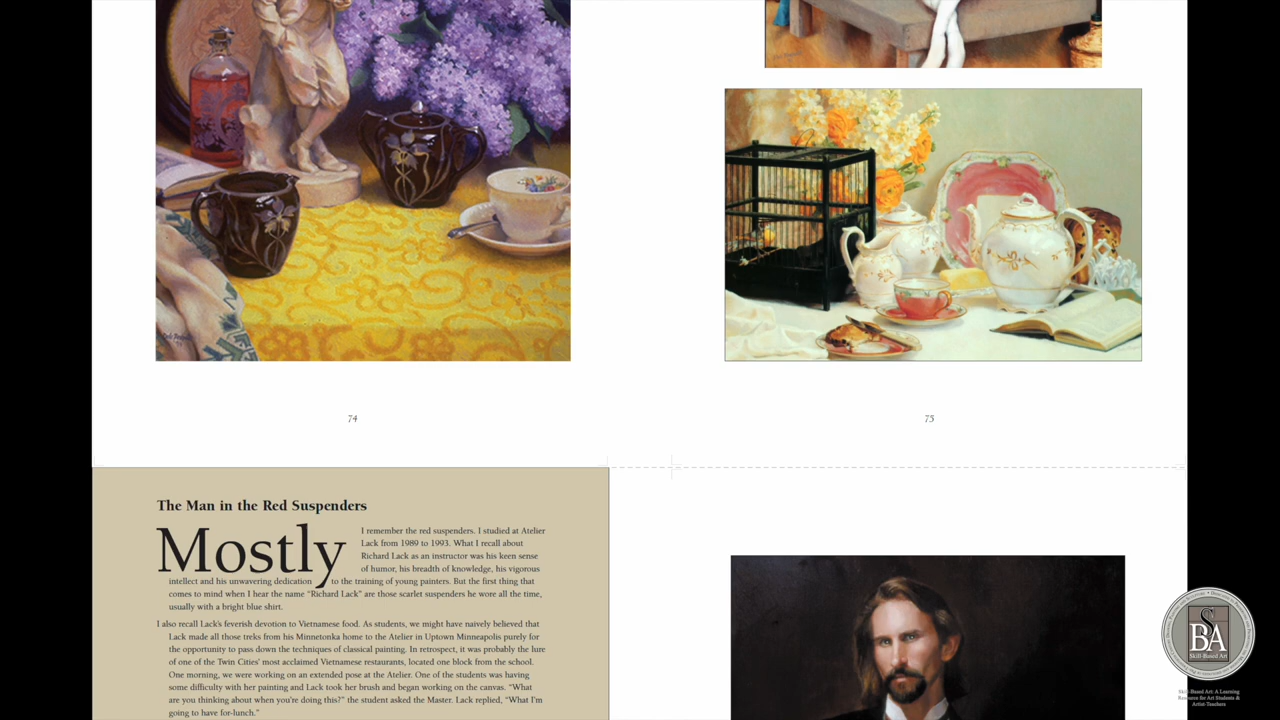 74
75
The Man in the Red Suspenders
Mostly I remember the red suspenders. I studied at Atelier
Lack from 1989 to 1993. What I recall about
Richard Lack as an instructor was his keen sense
of humor, his breadth of knowledge, his vigorous
intellect and his unwavering dedication to the training of young painters. But the first thing that
comes to mind when I hear the name “Richard Lack” are those scarlet suspenders he wore all the time,
usually with a bright blue shirt.
I also recall Lack's feverish devotion to Vietnamese food. As students, we might have naively believed that
Lack made all those treks from his Minnetonka home to the Atelier in Uptown Minneapolis purely for
the opportunity to pass down the techniques of classical painting. In retrospect, it was probably the lure
of one of the Twin Cities' most acclaimed Vietnamese restaurants, located one block from the school.
One morning, we were working on an extended pose at the Atelier. One of the students was having
some difficulty with her painting and Lack took her brush and began working on the canvas. “What
are you thinking about when you're doing this?” the student asked the Master. Lack replied, “What I'm
going to have for-lunch.”
SBA
Skill-Based Art
Skill-Based Art: A Learning
Resource for Art Students &
Artist-Teachers